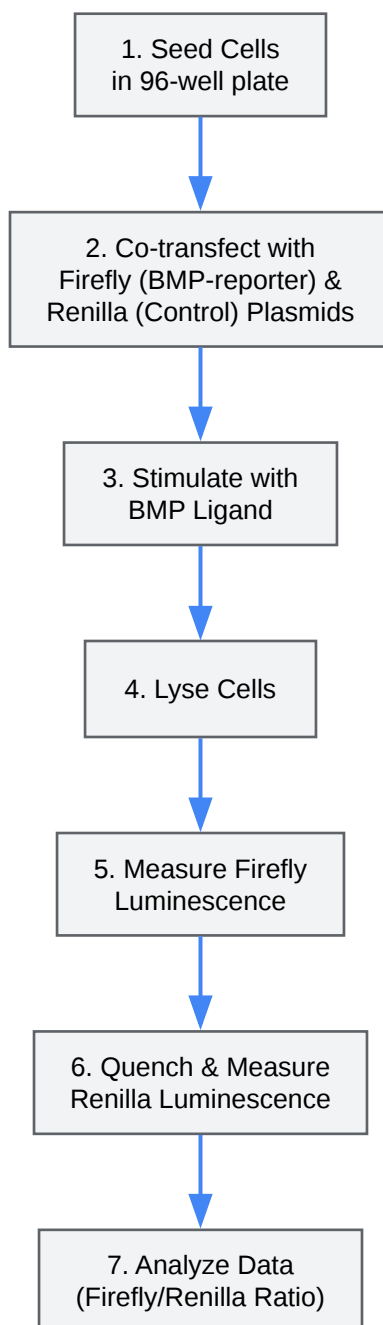 1. Seed Cells
in 96-well plate
2. Co-transfect with
Firefly (BMP-reporter) &
Renilla (Control) Plasmids
3. Stimulate with
BMP Ligand
4. Lyse Cells
5. Measure Firefly
Luminescence
6. Quench & Measure
Renilla Luminescence
7. Analyze Data
(Firefly/Renilla Ratio)